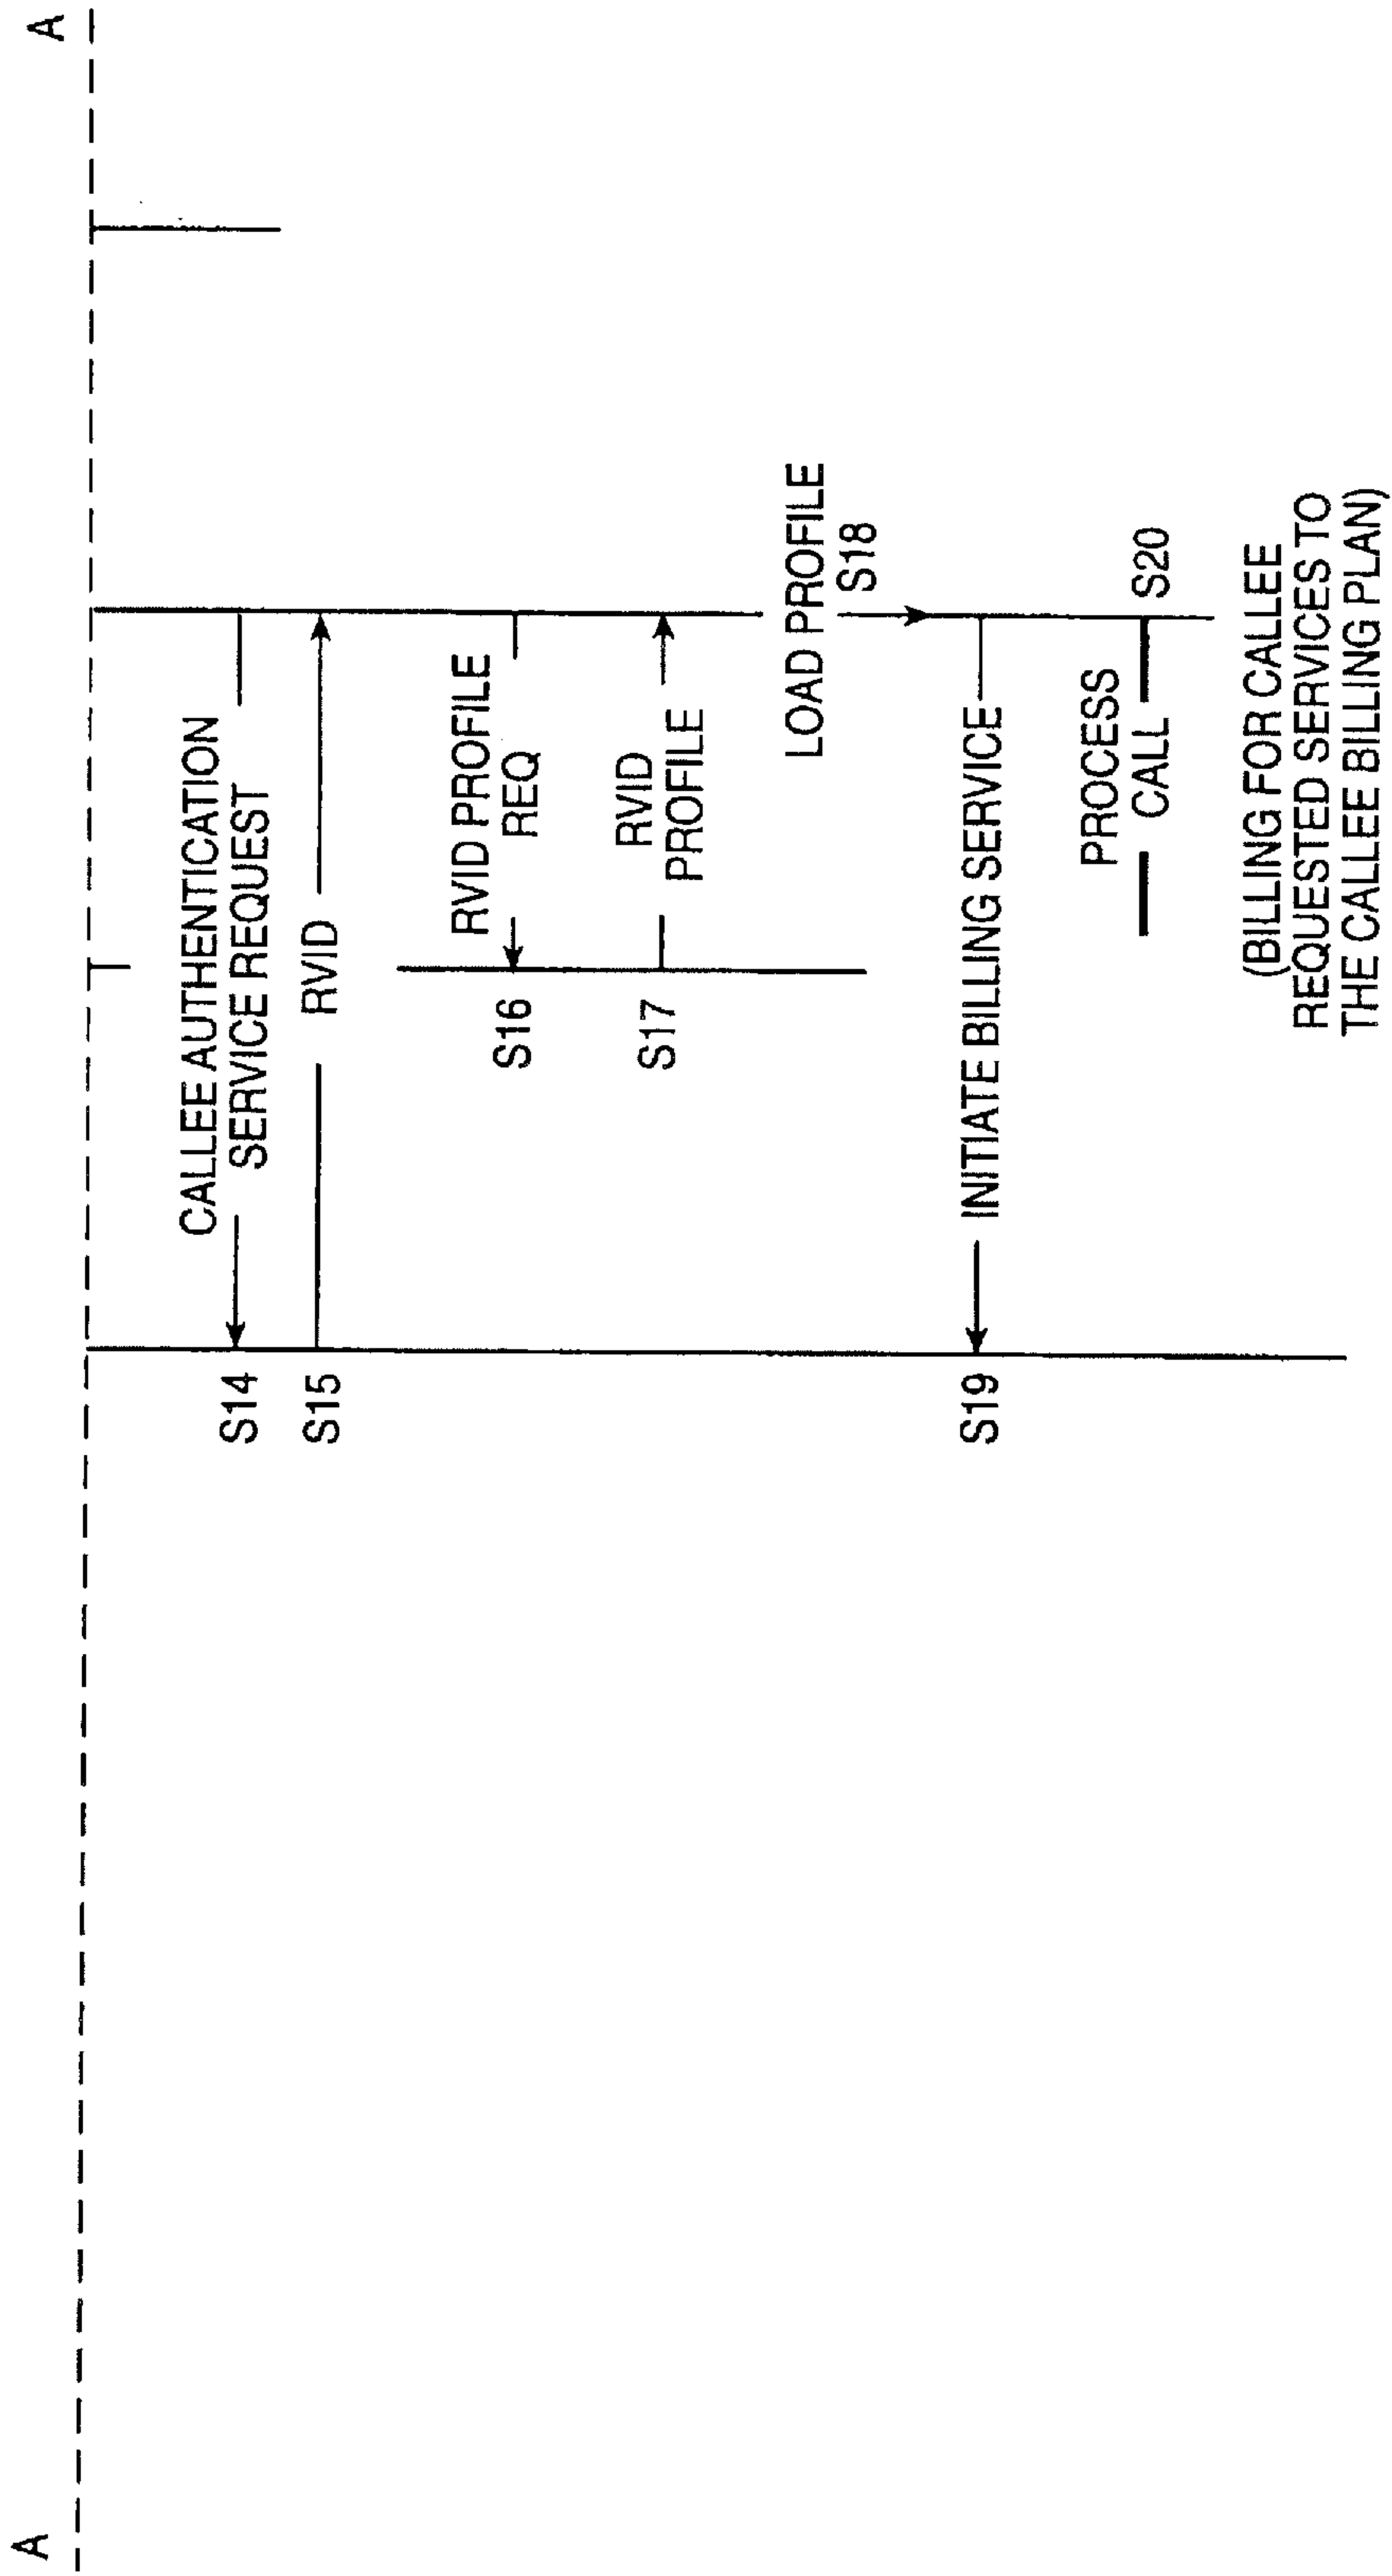 A
A
CALLEE AUTHENTICATION
SERVICE REQUEST
S14
S15
RVID
RVID PROFILE
REQ
S16
RVID
PROFILE
S17
LOAD PROFILE
S18
S19
INITIATE BILLING SERVICE
PROCESS
CALL
S20
(BILLING FOR CALLEE
REQUESTED SERVICES TO
THE CALLEE BILLING PLAN)